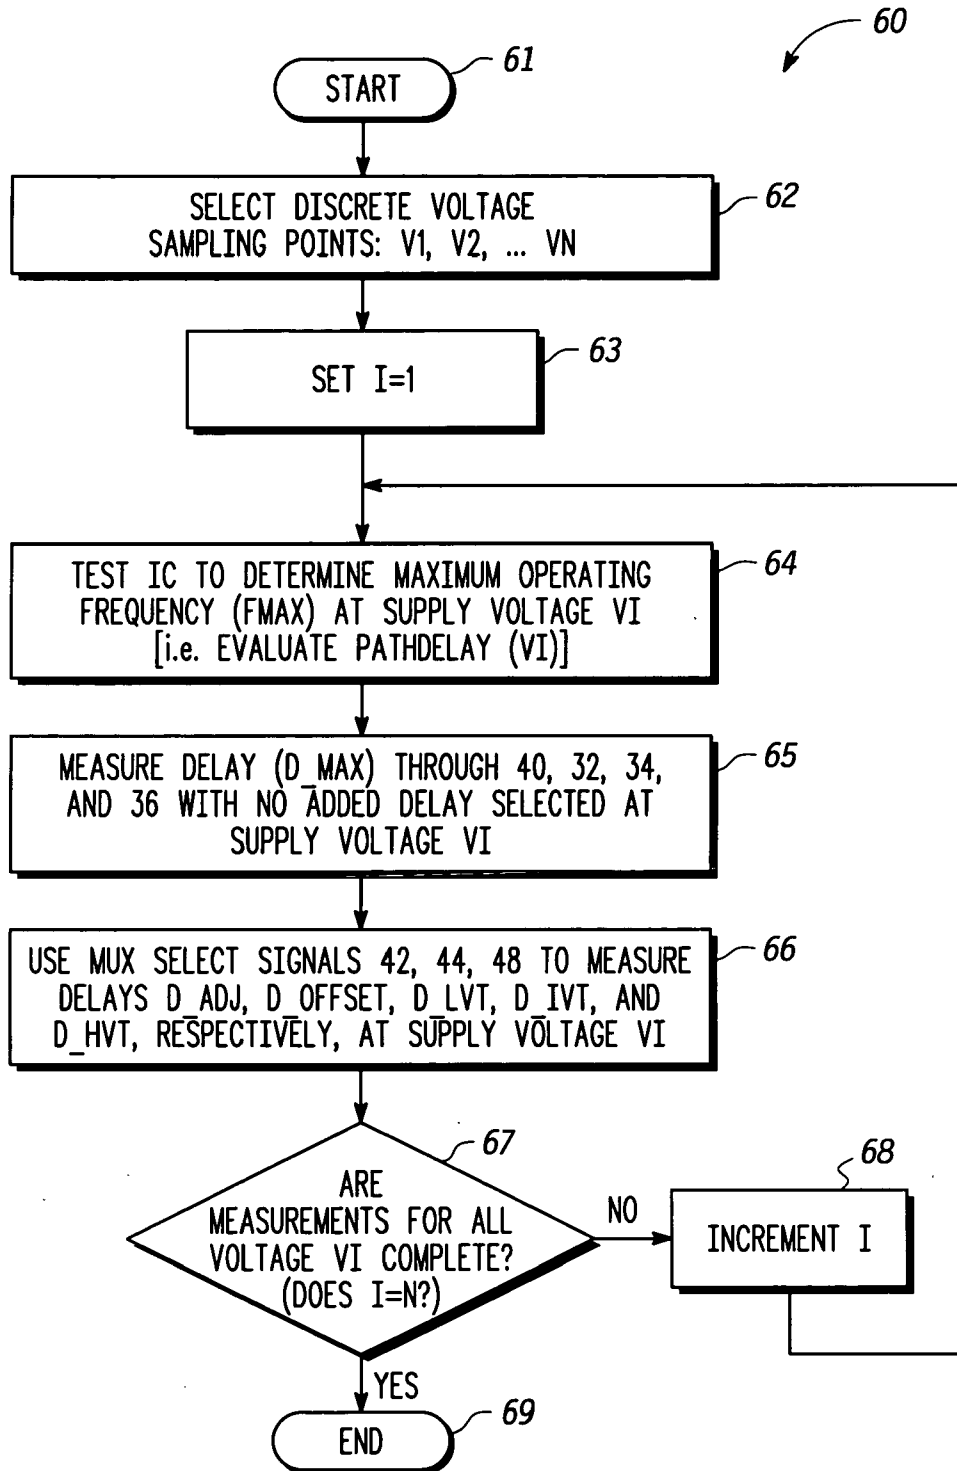 60
61
START
62
SELECT DISCRETE VOLTAGE
SAMPLING POINTS: V1, V2, ... VN
63
SET I=1
64
TEST IC TO DETERMINE MAXIMUM OPERATING
FREQUENCY (FMAX) AT SUPPLY VOLTAGE VI
[i.e. EVALUATE PATHDELAY (VI)]
65
MEASURE DELAY (D_MAX) THROUGH 40, 32, 34,
AND 36 WITH NO ADDED DELAY SELECTED AT
SUPPLY VOLTAGE VI
66
USE MUX SELECT SIGNALS 42, 44, 48 TO MEASURE
DELAYS D_ADJ, D_OFFSET, D_LVT, D_IVT, AND
D_HVT, RESPECTIVELY, AT SUPPLY VOLTAGE VI
67
ARE
MEASUREMENTS FOR ALL
VOLTAGE VI COMPLETE?
(DOES I=N?)
NO
68
INCREMENT I
YES
69
END